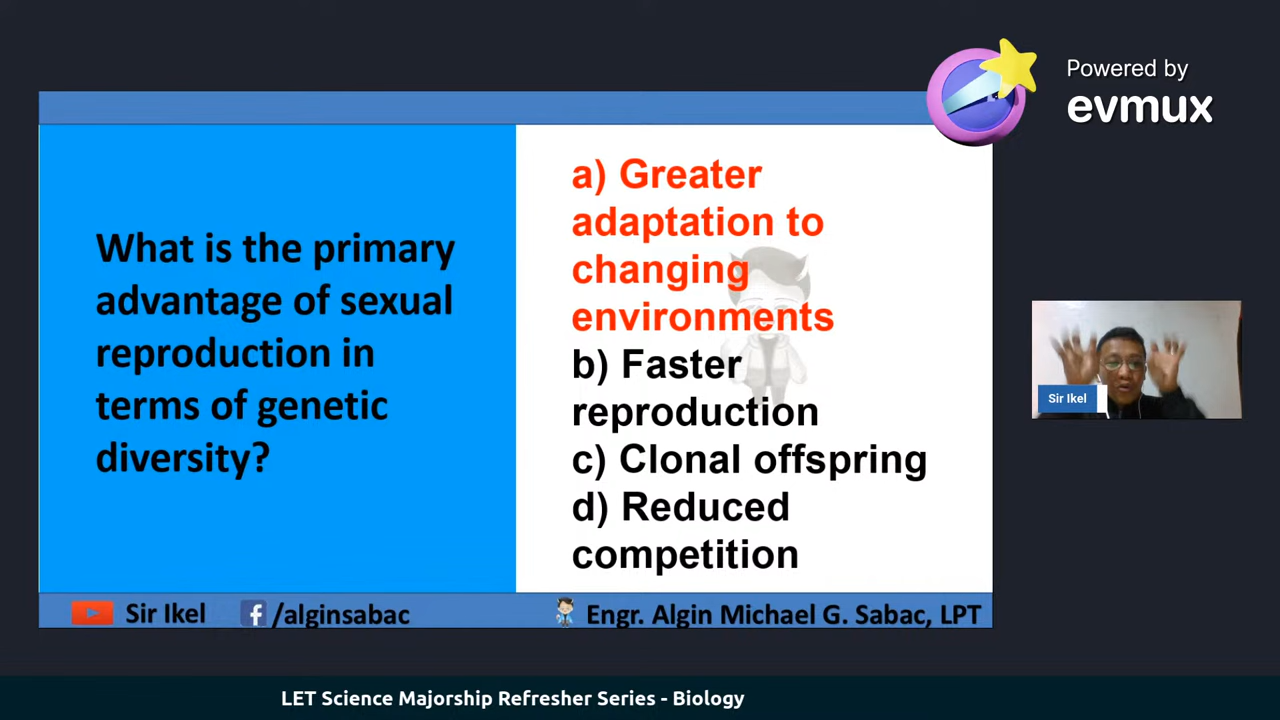 Powered by
evmux
What is the primary
advantage of sexual
reproduction in
terms of genetic
diversity?
a) Greater
adaptation to
changing
environments
b) Faster
reproduction
c) Clonal offspring
d) Reduced
competition
Sir Ikel
Sir Ikel
/alginsabac
Engr. Algin Michael G. Sabac, LPT
LET Science Majorship Refresher Series - Biology